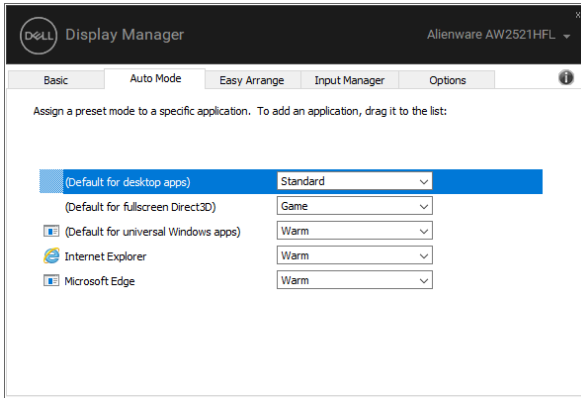 DELL Display Manager Alienware AW2521HFL
x
Basic Auto Mode Easy Arrange Input Manager Options i
Assign a preset mode to a specific application. To add an application, drag it to the list:
(Default for desktop apps) Standard
(Default for fullscreen Direct3D) Game
(Default for universal Windows apps) Warm
Internet Explorer Warm
Microsoft Edge Warm